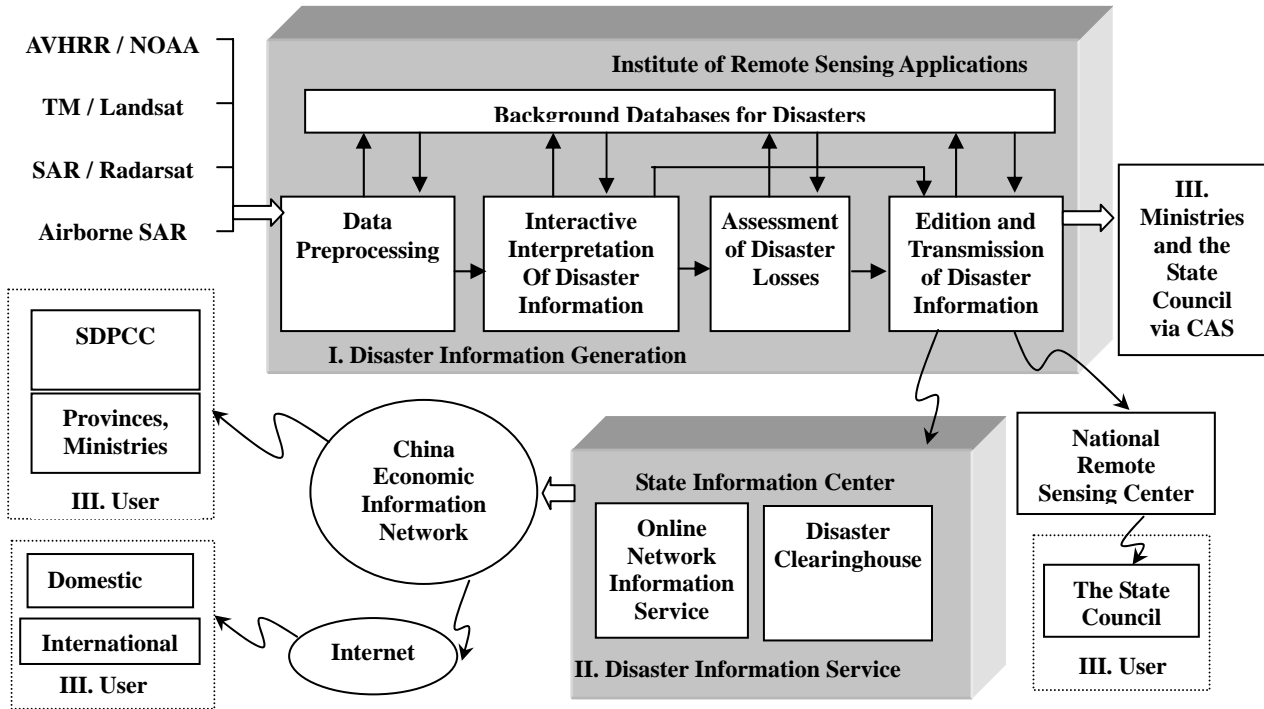 AVHRR / NOAA
TM / Landsat
SAR / Radarsat
Airborne SAR
Institute of Remote Sensing Applications
Background Databases for Disasters
Data
Preprocessing
Interactive
Interpretation
Of Disaster
Information
Assessment
of Disaster
Losses
Edition and
Transmission
of Disaster
Information
I. Disaster Information Generation
III.
Ministries
and the
State
Council
via CAS
SDPCC
Provinces,
Ministries
III. User
China
Economic
Information
Network
State Information Center
Online
Network
Information
Service
Disaster
Clearinghouse
II. Disaster Information Service
National
Remote
Sensing Center
The State
Council
III. User
Domestic
International
III. User
Internet